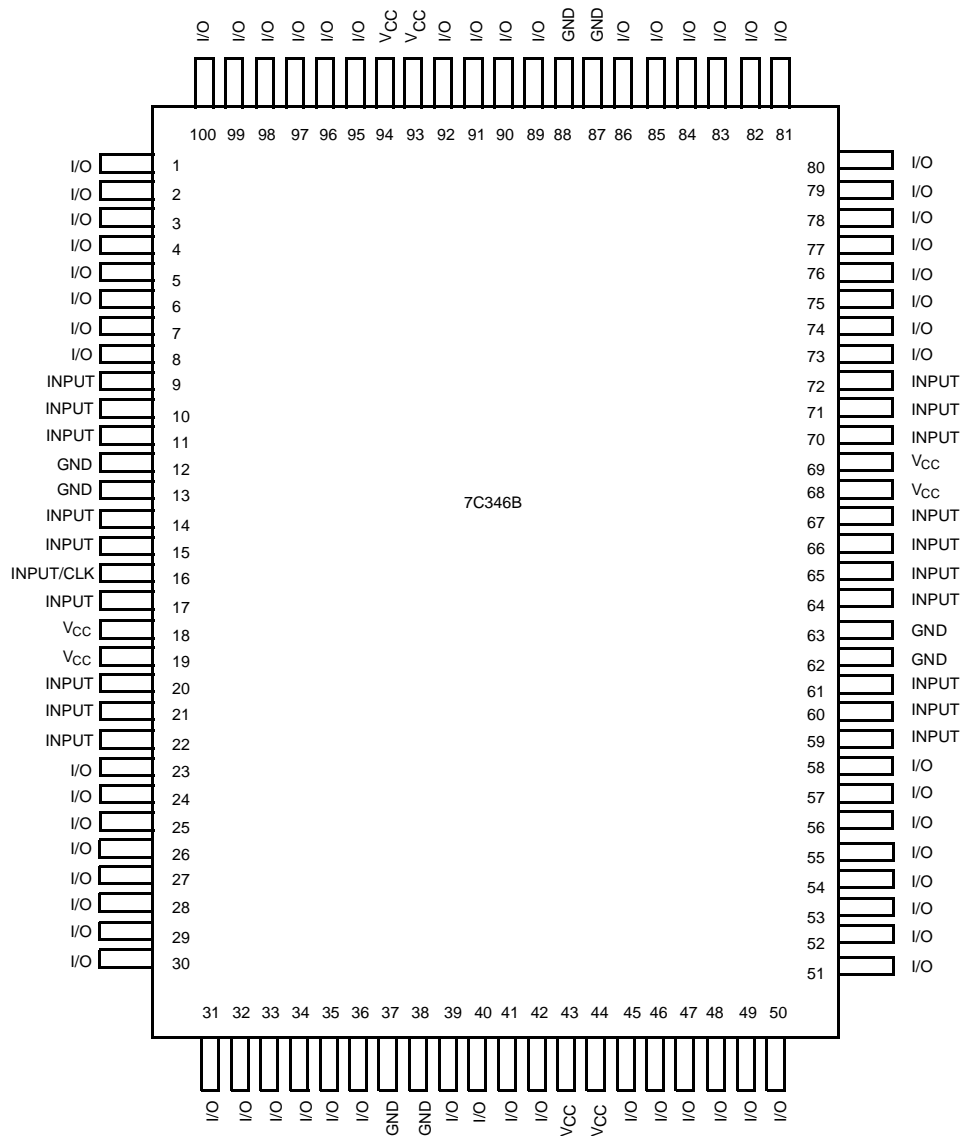 I/O I/O I/O I/O I/O I/O VCC VCC I/O I/O I/O I/O GND GND I/O I/O I/O I/O I/O I/O
100 99 98 97 96 95 94 93 92 91 90 89 88 87 86 85 84 83 82 81
I/O 1 80 I/O
I/O 2 79 I/O
I/O 3 78 I/O
I/O 4 77 I/O
I/O 5 76 I/O
I/O 6 75 I/O
I/O 7 74 I/O
I/O 8 73 I/O
INPUT 9 72 INPUT
INPUT 10 71 INPUT
INPUT 11 70 INPUT
GND 12 69 VCC
GND 13 68 VCC
7C346B
INPUT 14 67 INPUT
INPUT 15 66 INPUT
INPUT/CLK 16 65 INPUT
INPUT 17 64 INPUT
VCC 18 63 GND
VCC 19 62 GND
INPUT 20 61 INPUT
INPUT 21 60 INPUT
INPUT 22 59 INPUT
I/O 23 58 I/O
I/O 24 57 I/O
I/O 25 56 I/O
I/O 26 55 I/O
I/O 27 54 I/O
I/O 28 53 I/O
I/O 29 52 I/O
I/O 30 51 I/O
31 32 33 34 35 36 37 38 39 40 41 42 43 44 45 46 47 48 49 50
I/O I/O I/O I/O I/O I/O GND GND I/O I/O I/O I/O VCC VCC I/O I/O I/O I/O I/O I/O